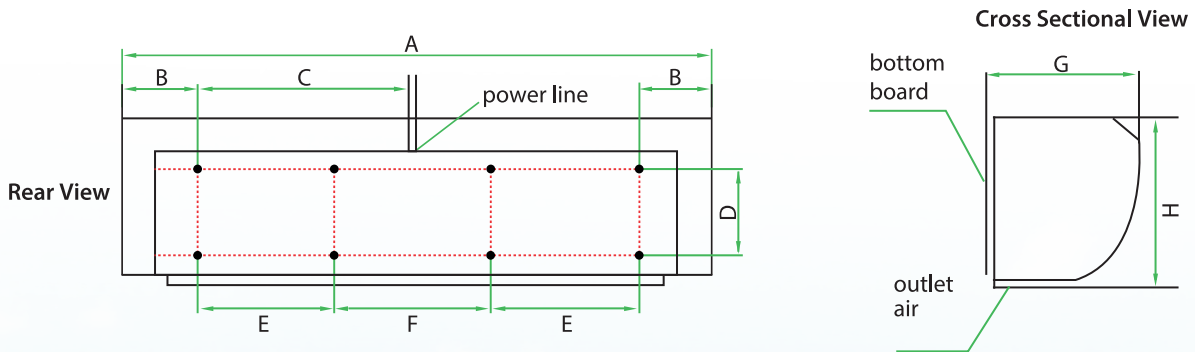 Cross Sectional View
A
B
C
B
power line
bottom
board
G
Rear View
D
H
outlet
air
E
F
E